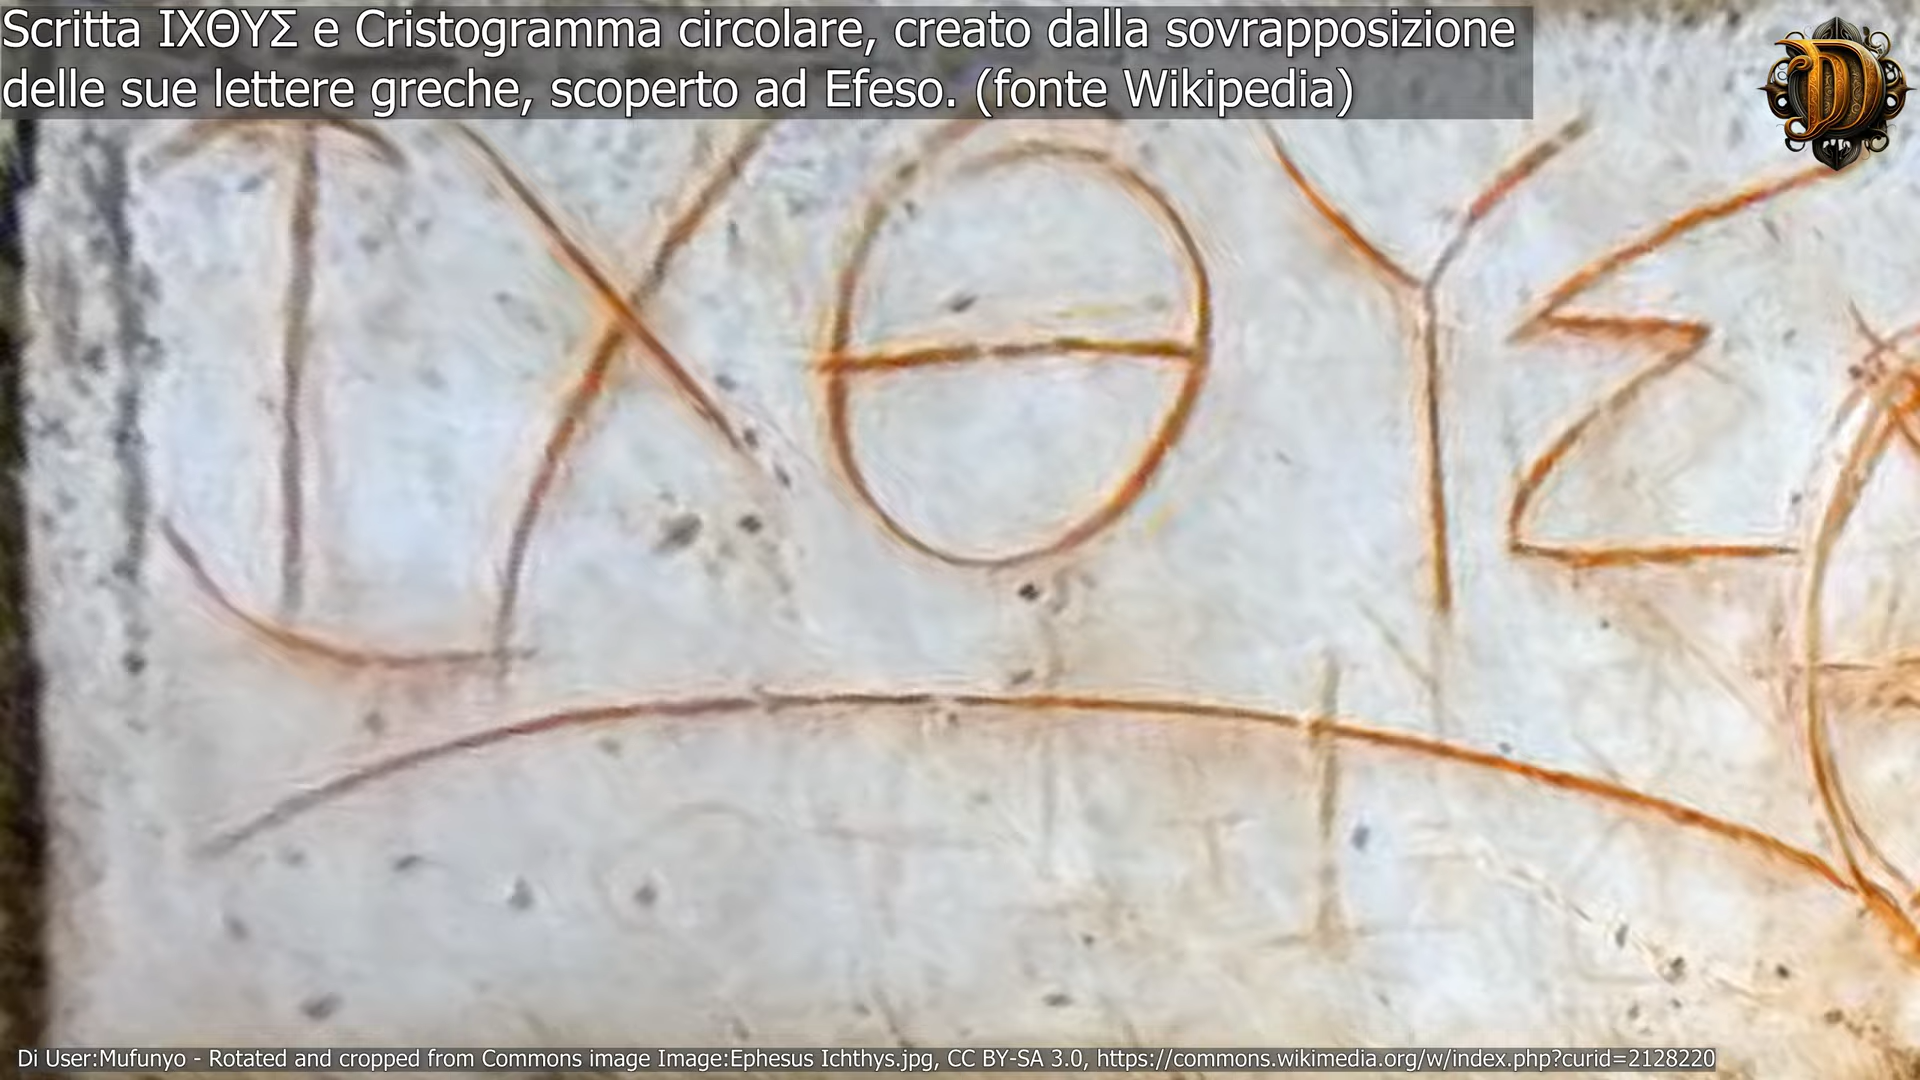 Scritta ΙΧΘΥΣ e Cristogramma circolare, creato dalla sovrapposizione
delle sue lettere greche, scoperto ad Efeso. (fonte Wikipedia)
D
ΙΧΘΥΣ
Di User:Mufunyo - Rotated and cropped from Commons image Image:Ephesus Ichthys.jpg, CC BY-SA 3.0, https://commons.wikimedia.org/w/index.php?curid=2128220